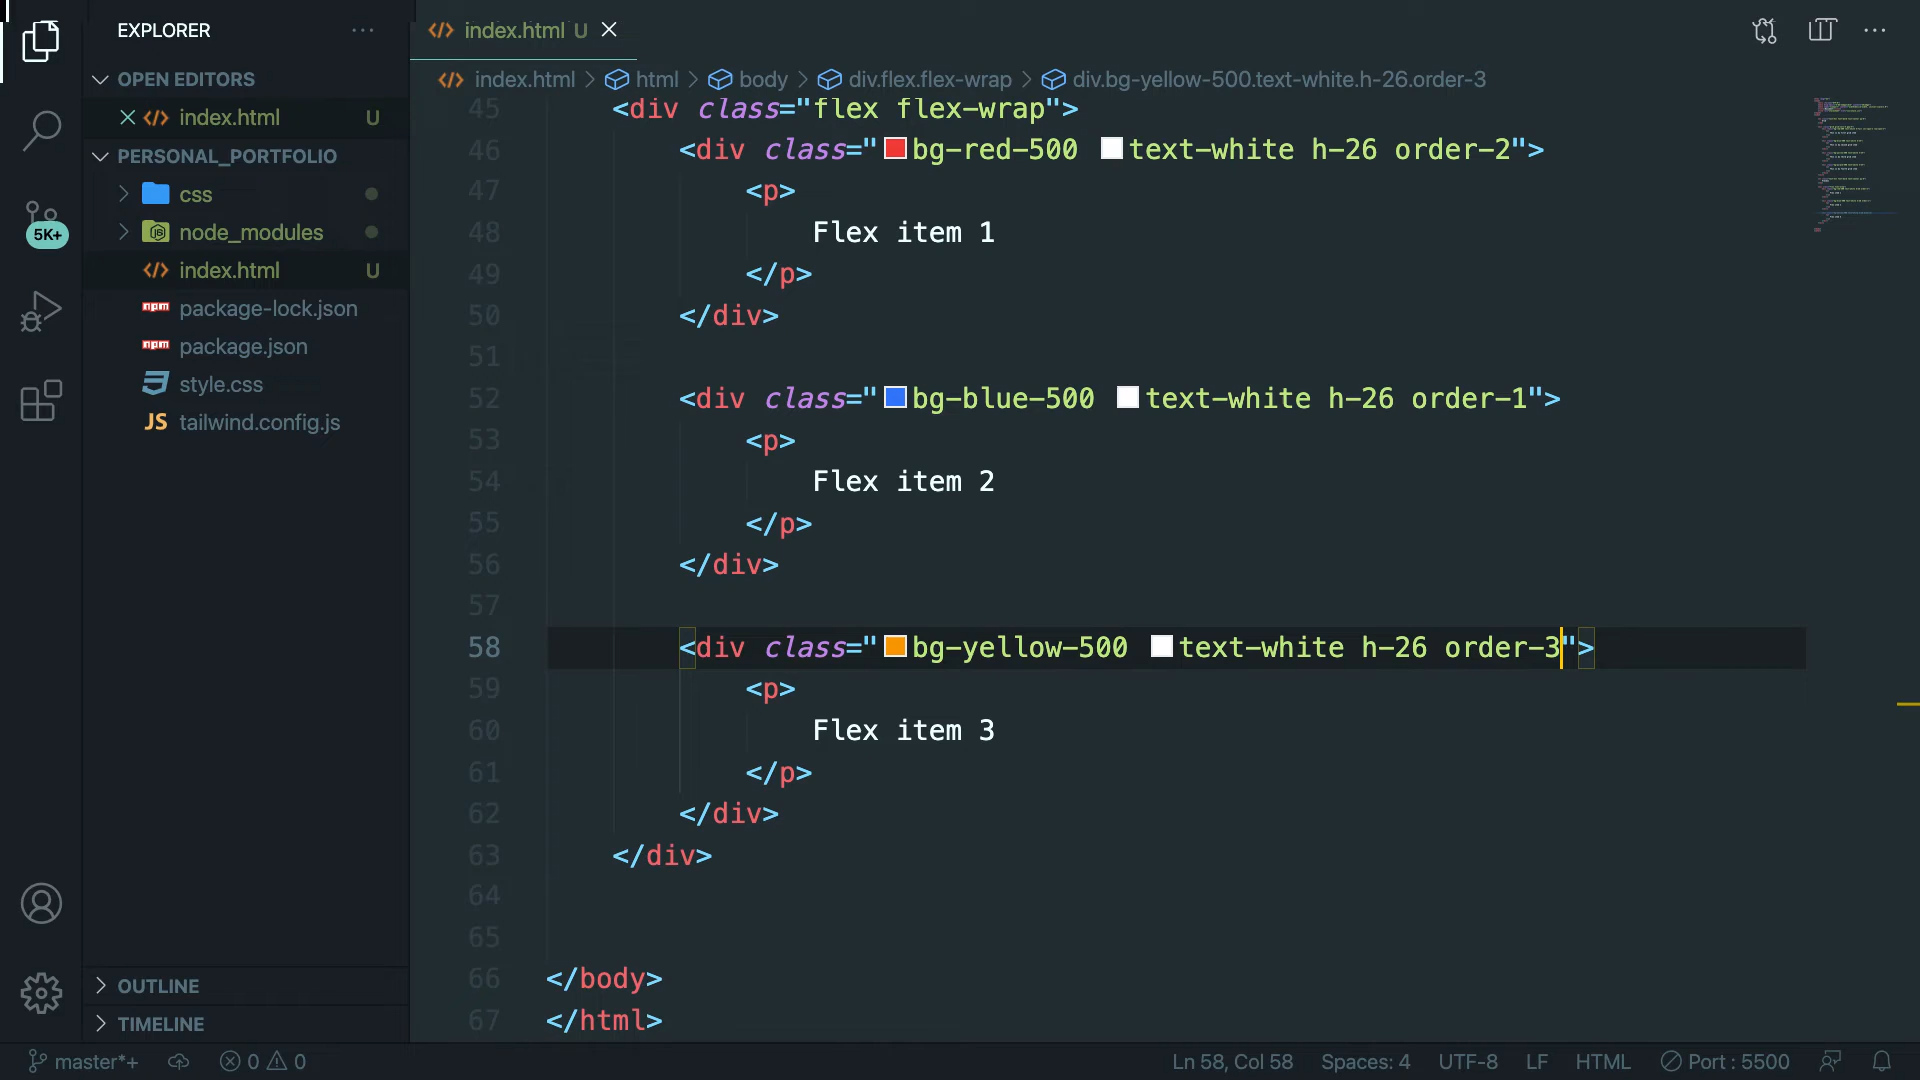 EXPLORER
OPEN EDITORS
index.html U
PERSONAL_PORTFOLIO
css
node_modules
index.html U
package-lock.json
package.json
style.css
JS tailwind.config.js
OUTLINE
TIMELINE
5K+
index.html U
index.html > html > body > div.flex.flex-wrap > div.bg-yellow-500.text-white.h-26.order-3
45 <div class="flex flex-wrap">
46 <div class="bg-red-500 text-white h-26 order-2">
47 <p>
48 Flex item 1
49 </p>
50 </div>
51
52 <div class="bg-blue-500 text-white h-26 order-1">
53 <p>
54 Flex item 2
55 </p>
56 </div>
57
58 <div class="bg-yellow-500 text-white h-26 order-3">
59 <p>
60 Flex item 3
61 </p>
62 </div>
63 </div>
64
65
66 </body>
67 </html>
master*+ 0 0 Ln 58, Col 58 Spaces: 4 UTF-8 LF HTML Port : 5500